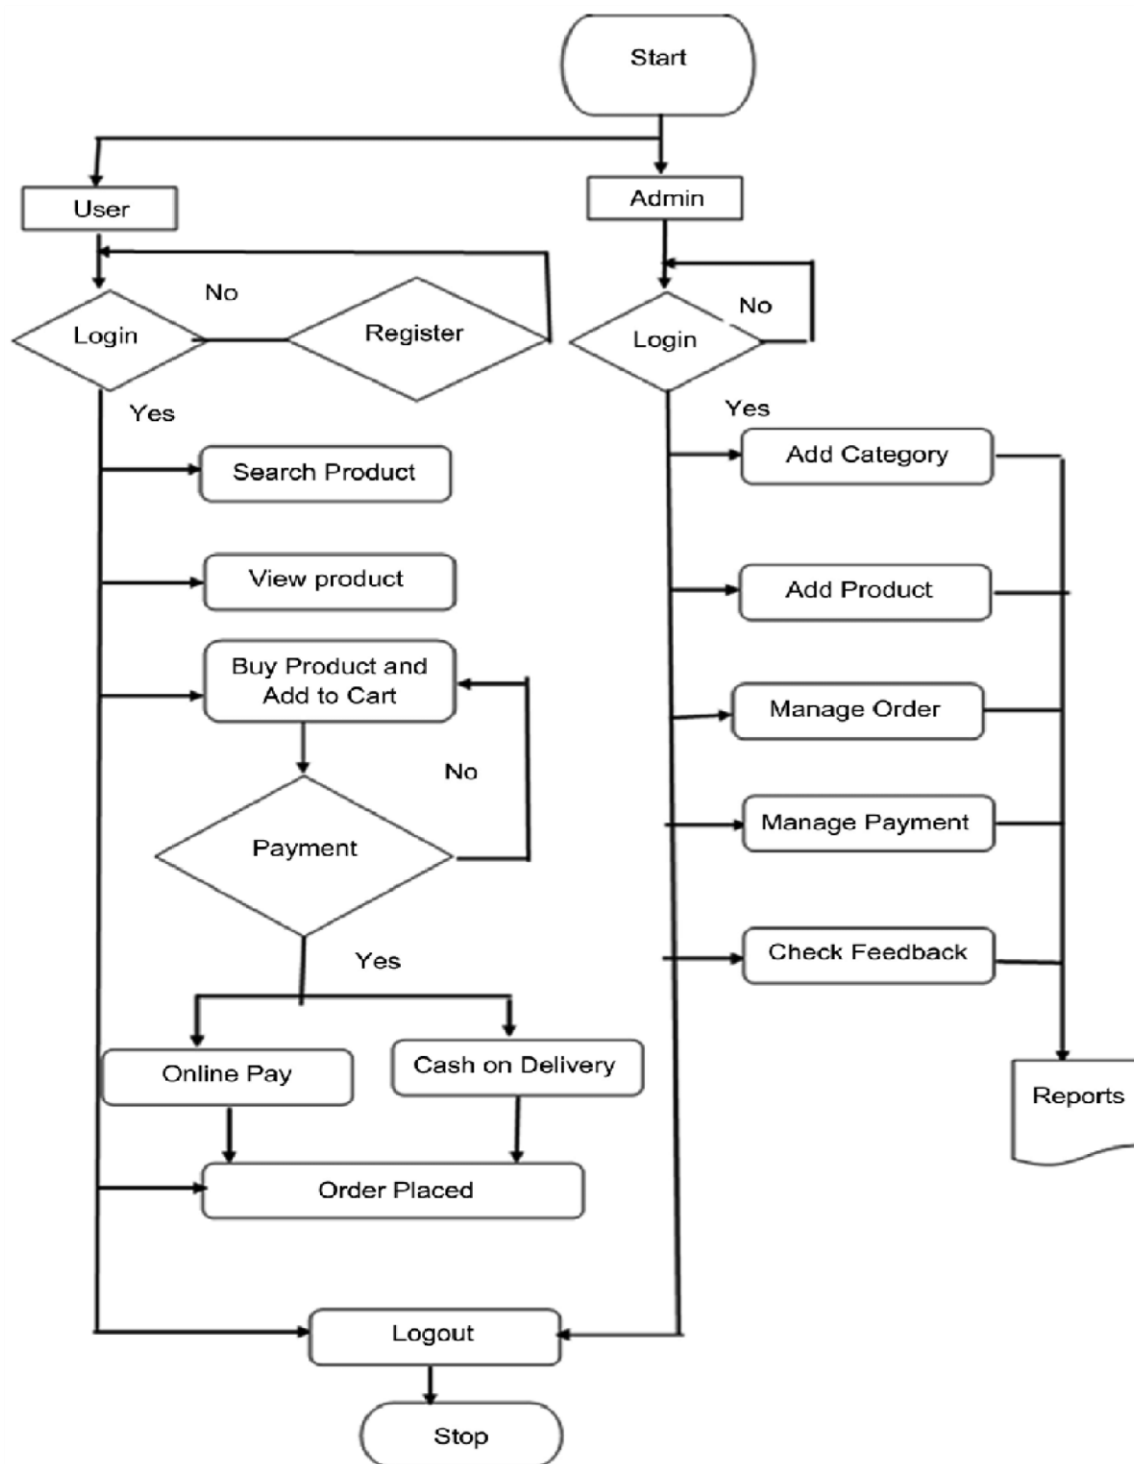 Start
User
Admin
No
No
Login
Register
Login
Yes
Yes
Search Product
Add Category
View product
Add Product
Buy Product and
Add to Cart
Manage Order
No
Manage Payment
Payment
Yes
Check Feedback
Online Pay
Cash on Delivery
Reports
Order Placed
Logout
Stop